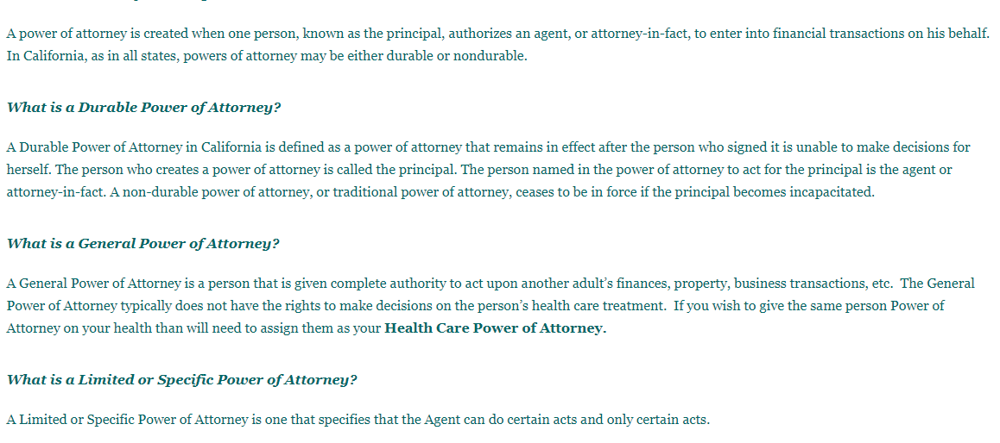 A power of attorney is created when one person, known as the principal, authorizes an agent, or attorney-in-fact, to enter into financial transactions on his behalf.
In California, as in all states, powers of attorney may be either durable or nondurable.
What is a Durable Power of Attorney?
A Durable Power of Attorney in California is defined as a power of attorney that remains in effect after the person who signed it is unable to make decisions for
herself. The person who creates a power of attorney is called the principal. The person named in the power of attorney to act for the principal is the agent or
attorney-in-fact. A non-durable power of attorney, or traditional power of attorney, ceases to be in force if the principal becomes incapacitated.
What is a General Power of Attorney?
A General Power of Attorney is a person that is given complete authority to act upon another adult’s finances, property, business transactions, etc.  The General
Power of Attorney typically does not have the rights to make decisions on the person’s health care treatment.  If you wish to give the same person Power of
Attorney on your health than will need to assign them as your Health Care Power of Attorney.
What is a Limited or Specific Power of Attorney?
A Limited or Specific Power of Attorney is one that specifies that the Agent can do certain acts and only certain acts.